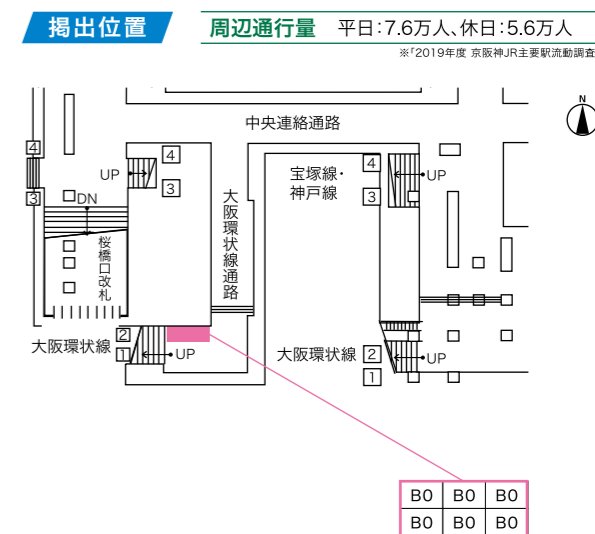 掲出位置
周辺通行量 平日:7.6万人、休日:5.6万人
※「2019年度 京阪神JR主要駅流動調査
N
中央連絡通路
4
3
UP
4
3
DN
桜橋口改札
大阪環状線通路
宝塚線・
神戸線
4
3
UP
大阪環状線
2
1
UP
大阪環状線
2
1
UP
B0 B0 B0
B0 B0 B0